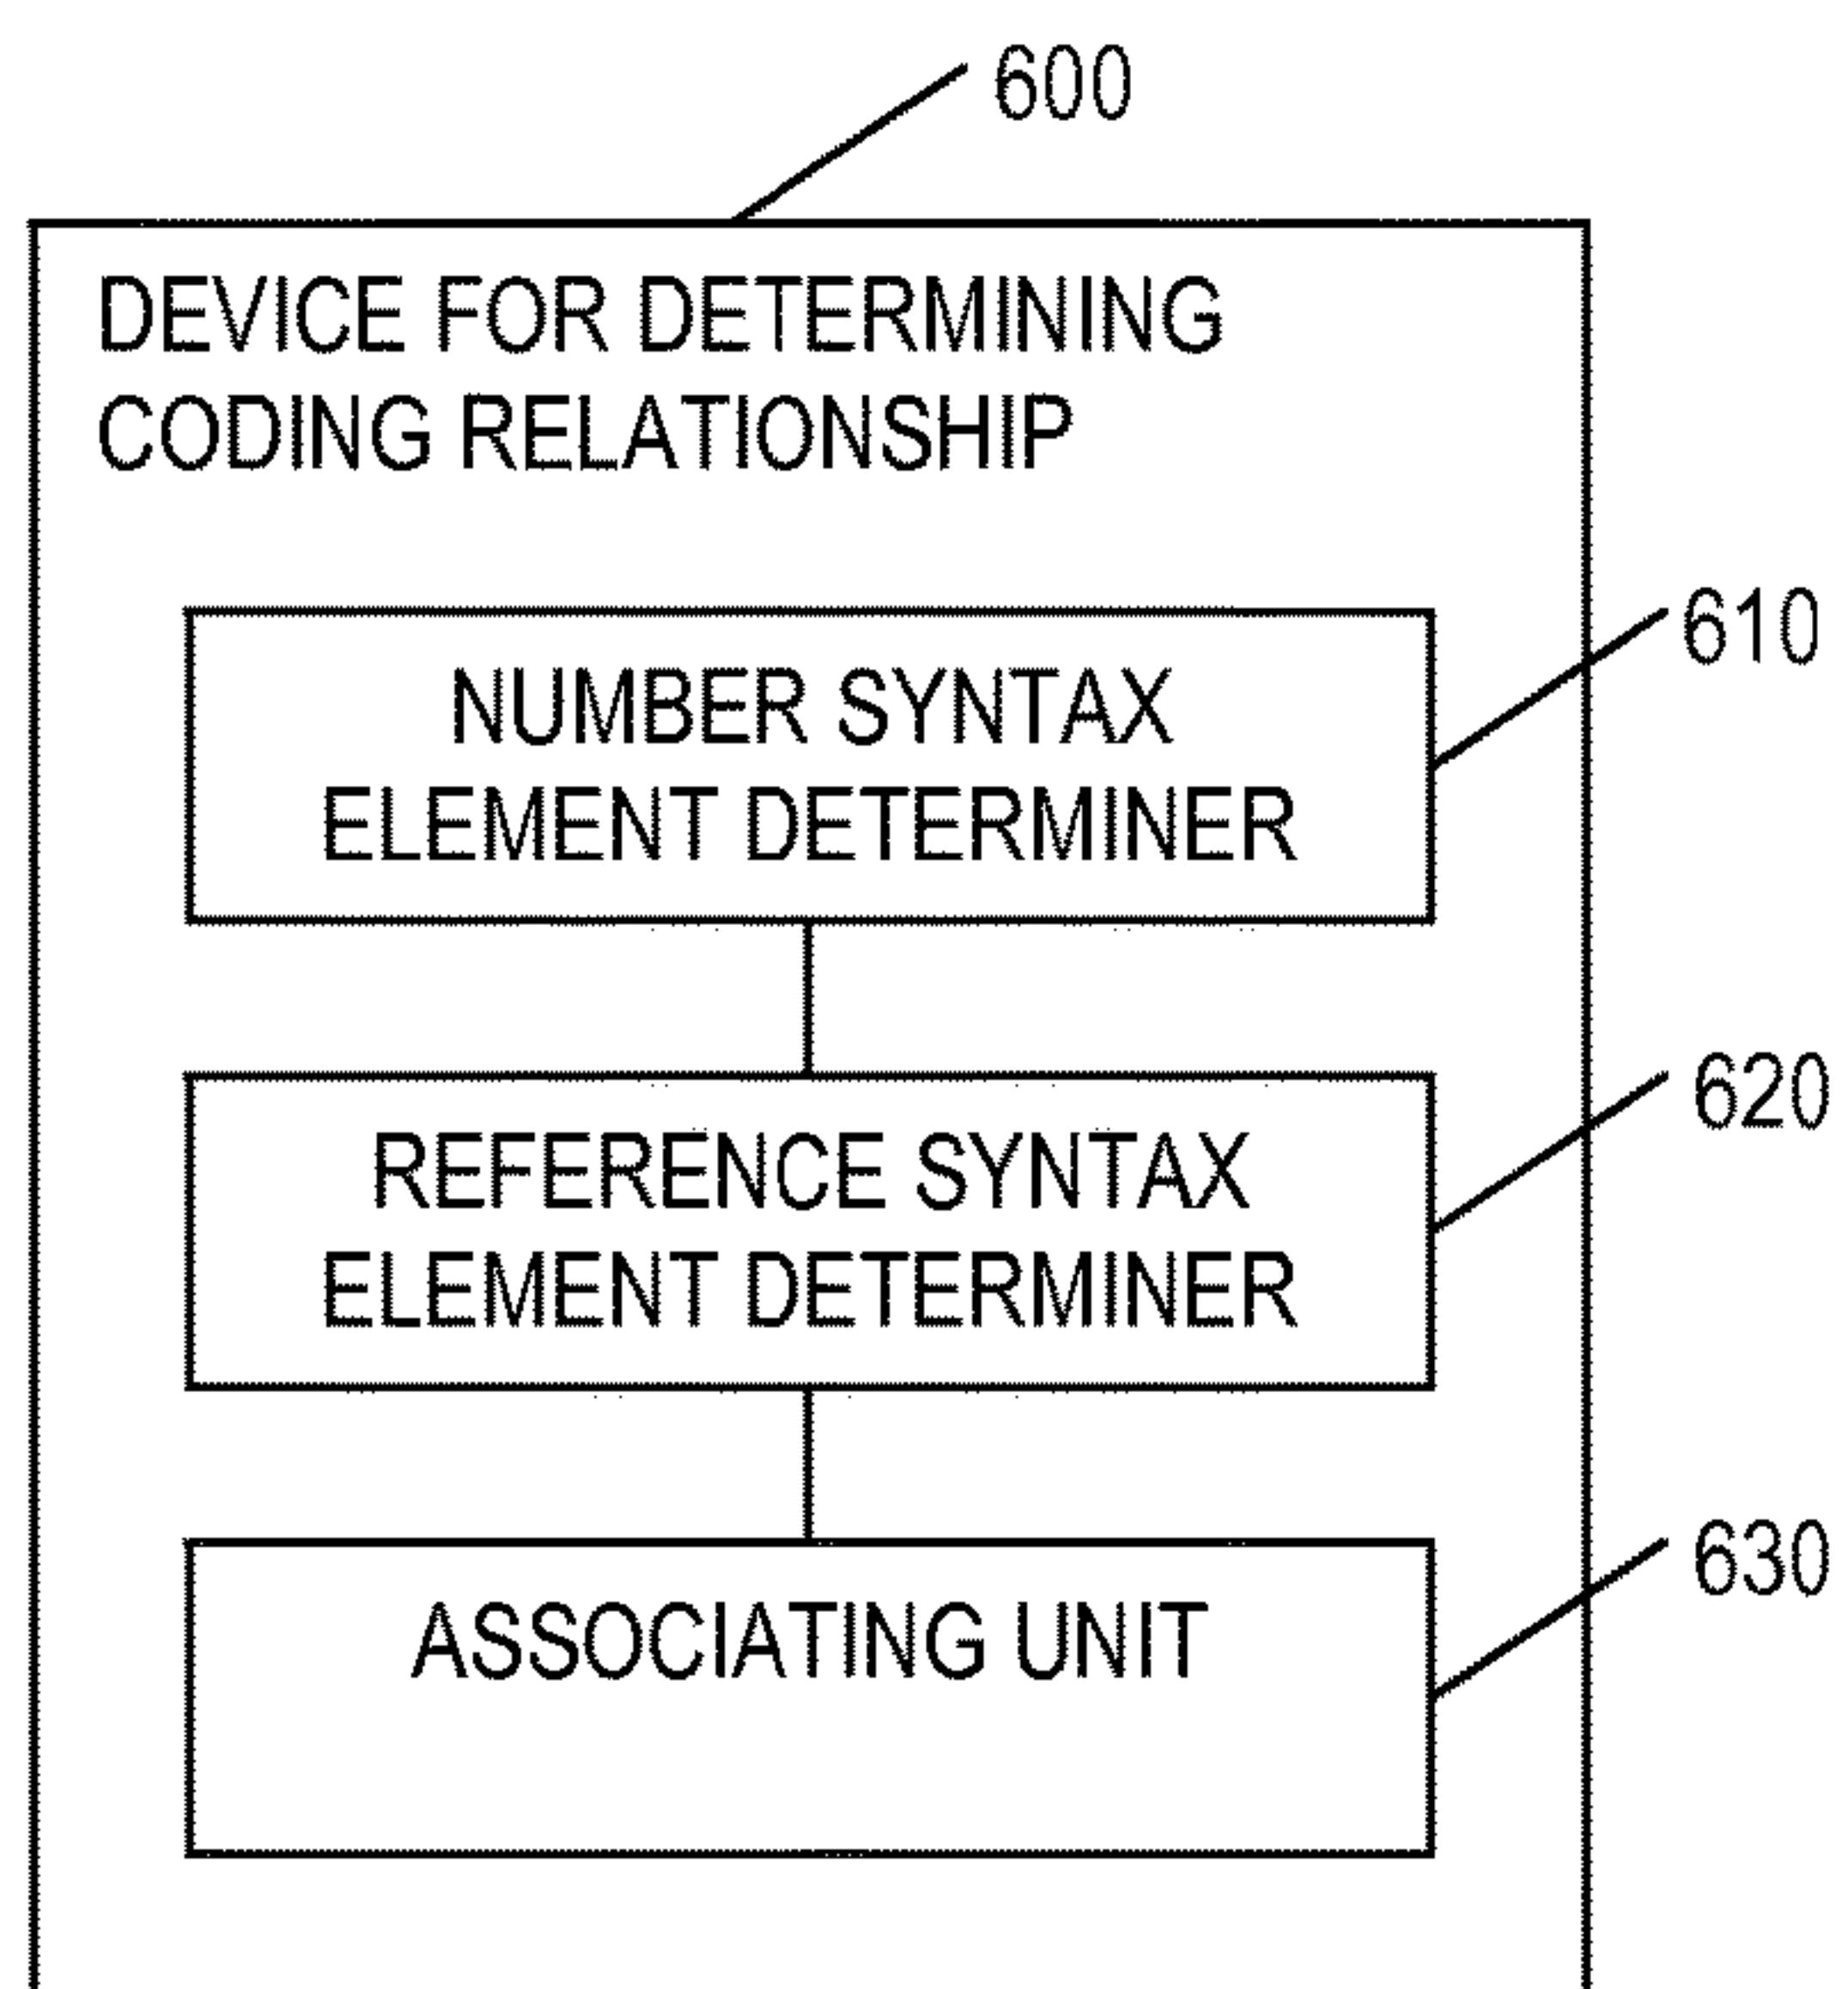 600
DEVICE FOR DETERMINING
CODING RELATIONSHIP
610
NUMBER SYNTAX
ELEMENT DETERMINER
620
REFERENCE SYNTAX
ELEMENT DETERMINER
630
ASSOCIATING UNIT